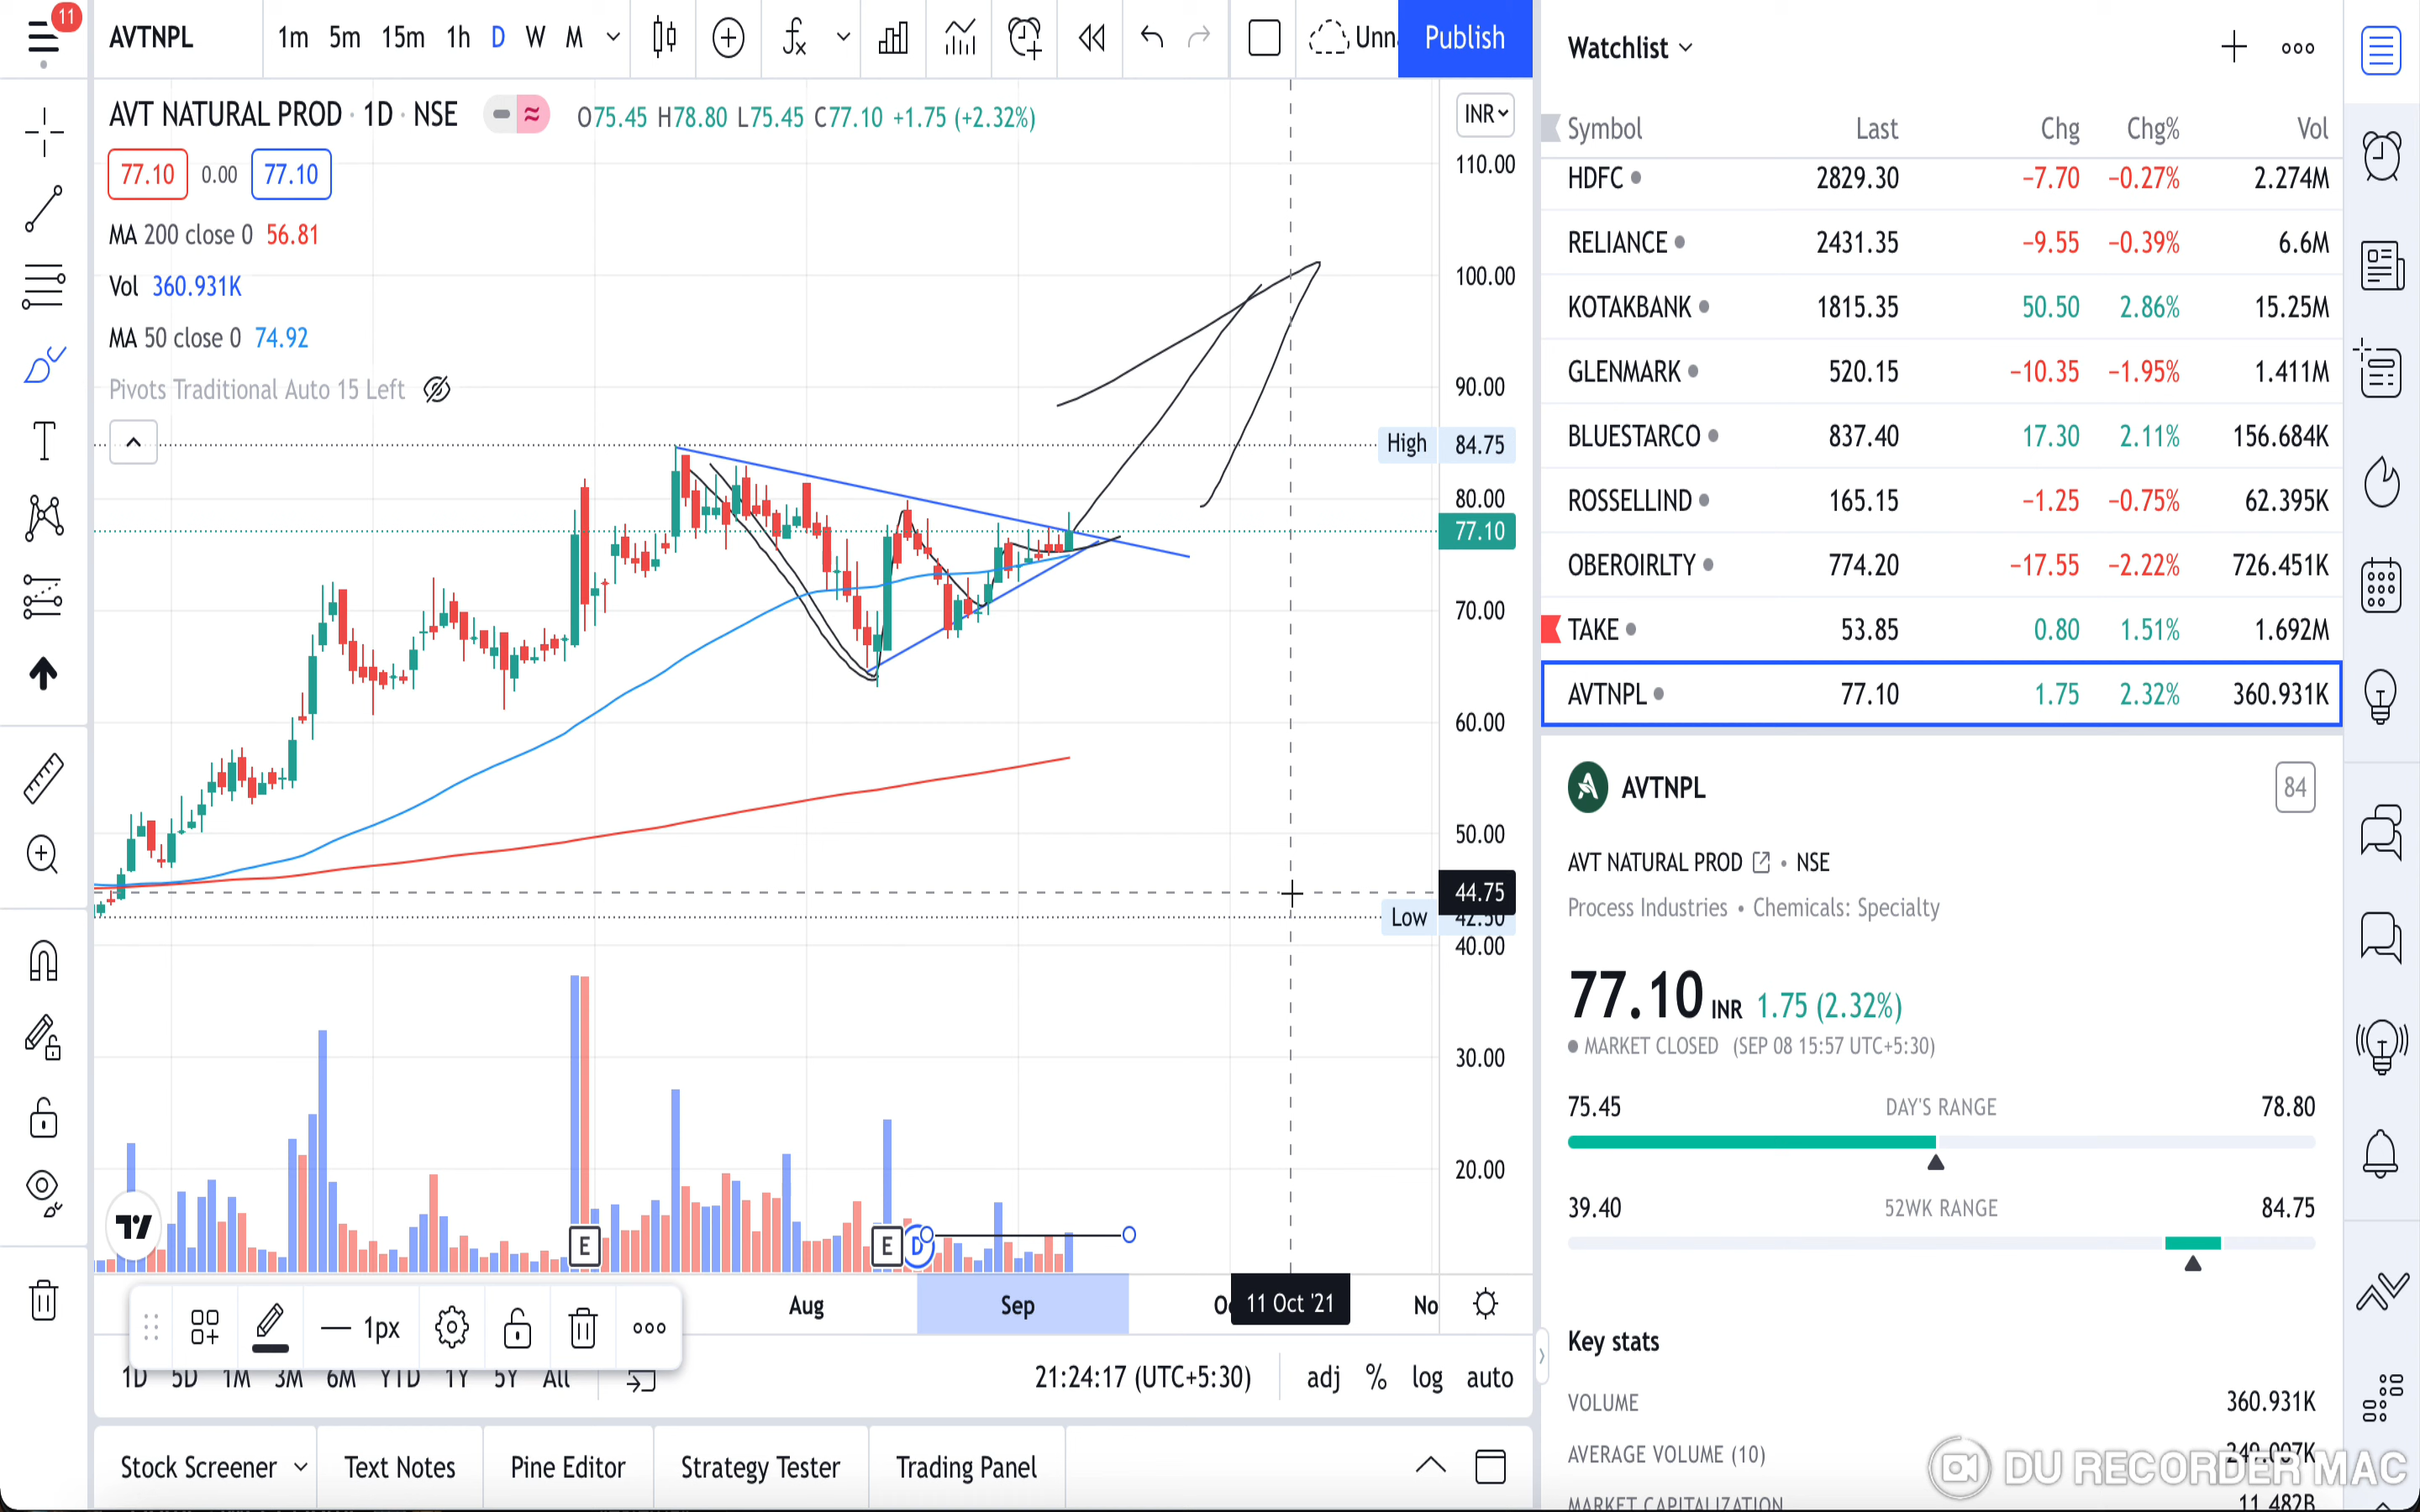 11
AVTNPL
1m 5m 15m 1h D W M
Unna
Publish
AVT NATURAL PROD · 1D · NSE
O75.45 H78.80 L75.45 C77.10 +1.75 (+2.32%)
INR
77.10 0.00 77.10
MA 200 close 0 56.81
Vol 360.931K
MA 50 close 0 74.92
Pivots Traditional Auto 15 Left
110.00
100.00
90.00
High 84.75
80.00
77.10
70.00
60.00
50.00
44.75
Low 42.50
40.00
30.00
20.00
E
E
D
Aug
Sep
11 Oct '21
No
1px
1D 5D 1M 3M 6M YTD 1Y 5Y All
21:24:17 (UTC+5:30)
adj % log auto
Stock Screener
Text Notes
Pine Editor
Strategy Tester
Trading Panel
Watchlist
Symbol Last Chg Chg% Vol
HDFC 2829.30 −7.70 −0.27% 2.274M
RELIANCE 2431.35 −9.55 −0.39% 6.6M
KOTAKBANK 1815.35 50.50 2.86% 15.25M
GLENMARK 520.15 −10.35 −1.95% 1.411M
BLUESTARCO 837.40 17.30 2.11% 156.684K
ROSSELLIND 165.15 −1.25 −0.75% 62.395K
OBEROIRLTY 774.20 −17.55 −2.22% 726.451K
TAKE 53.85 0.80 1.51% 1.692M
AVTNPL 77.10 1.75 2.32% 360.931K
AVTNPL
84
AVT NATURAL PROD • NSE
Process Industries • Chemicals: Specialty
77.10 INR 1.75 (2.32%)
MARKET CLOSED (SEP 08 15:57 UTC+5:30)
75.45 DAY'S RANGE 78.80
39.40 52WK RANGE 84.75
Key stats
VOLUME 360.931K
AVERAGE VOLUME (10)
MARKET CAPITALIZATION 11.482B
DU RECORDER MAC